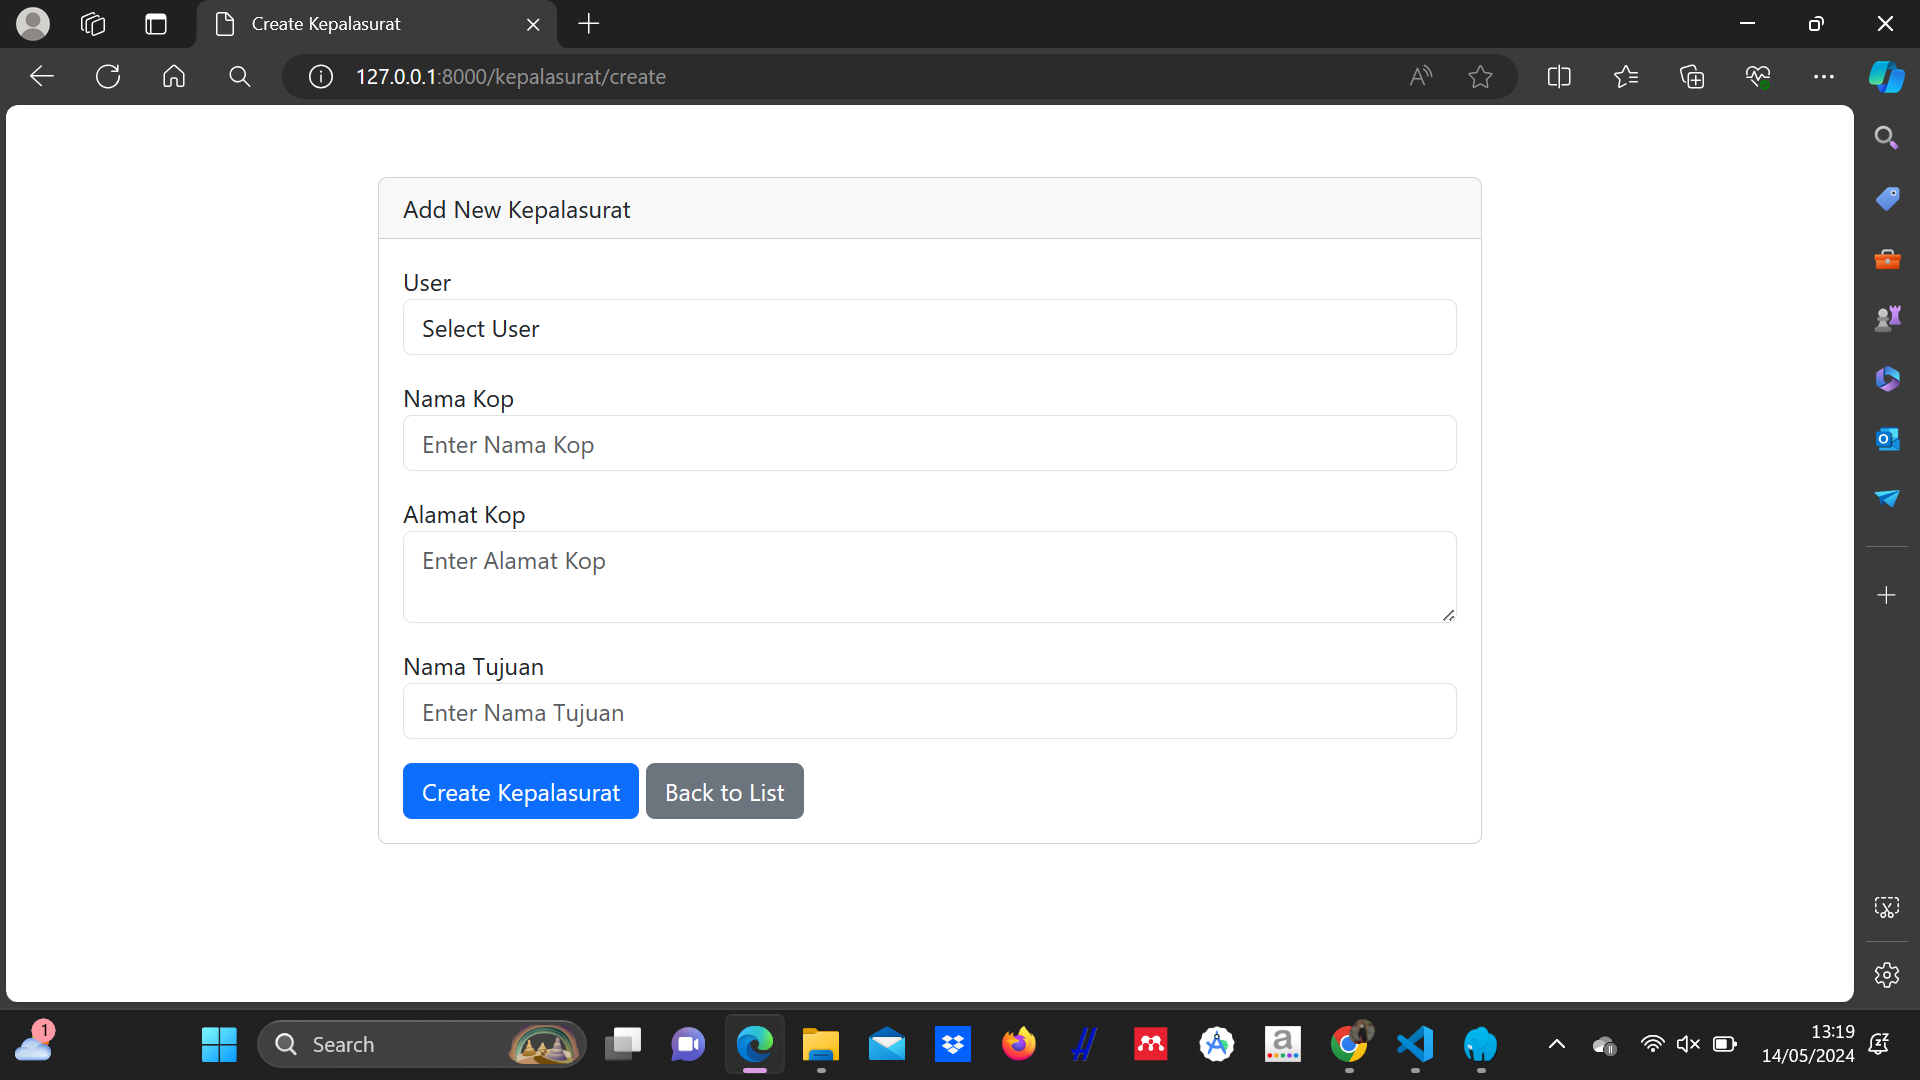 Create Kepalasurat
127.0.0.1:8000/kepalasurat/create
Add New Kepalasurat
User
Select User
Nama Kop
Enter Nama Kop
Alamat Kop
Enter Alamat Kop
Nama Tujuan
Enter Nama Tujuan
Create Kepalasurat Back to List
1
Search
13:19
14/05/2024